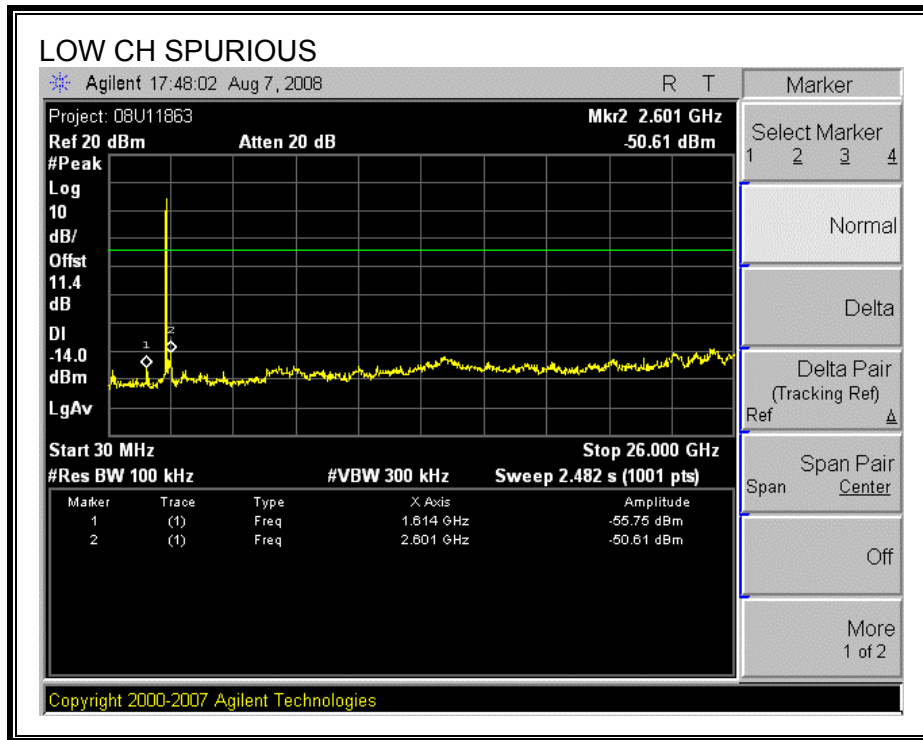 LOW CH SPURIOUS
Agilent 17:48:02 Aug 7, 2008 R T
Project: 08U11863 Mkr2 2.601 GHz
Ref 20 dBm Atten 20 dB -50.61 dBm
#Peak
Log
10
dB/
Offst
11.4
dB
DI
-14.0
dBm
LgAv
1
2
Start 30 MHz Stop 26.000 GHz
#Res BW 100 kHz #VBW 300 kHz Sweep 2.482 s (1001 pts)
Marker Trace Type X Axis Amplitude
1 (1) Freq 1.614 GHz -55.75 dBm
2 (1) Freq 2.601 GHz -50.61 dBm
Copyright 2000-2007 Agilent Technologies
Marker
Select Marker
1 2 3 4
Normal
Delta
Delta Pair
(Tracking Ref)
Ref Δ
Span Pair
Span Center
Off
More
1 of 2